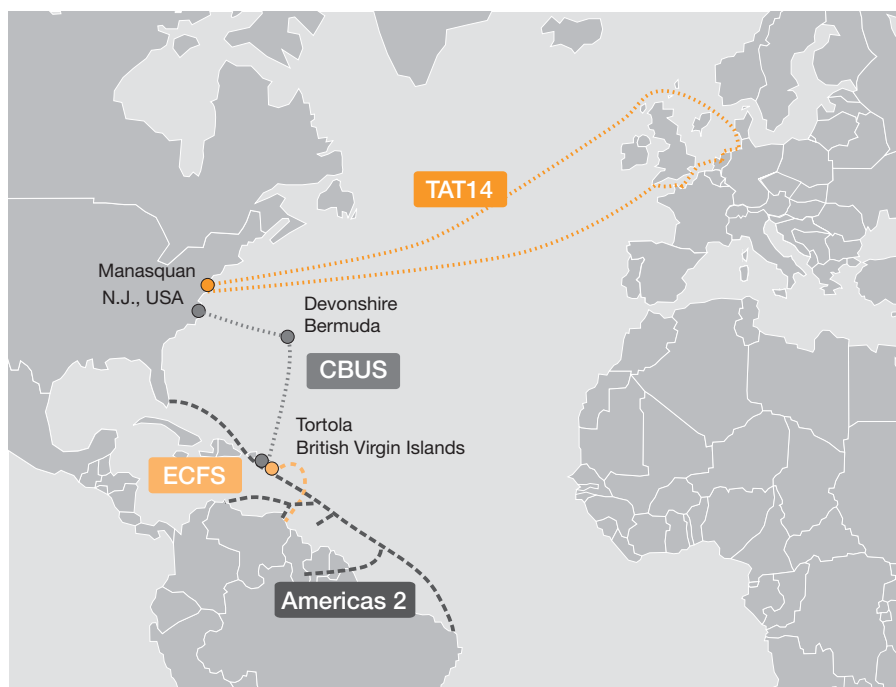 TAT14
Manasquan
N.J., USA
Devonshire
Bermuda
CBUS
Tortola
British Virgin Islands
ECFS
Americas 2